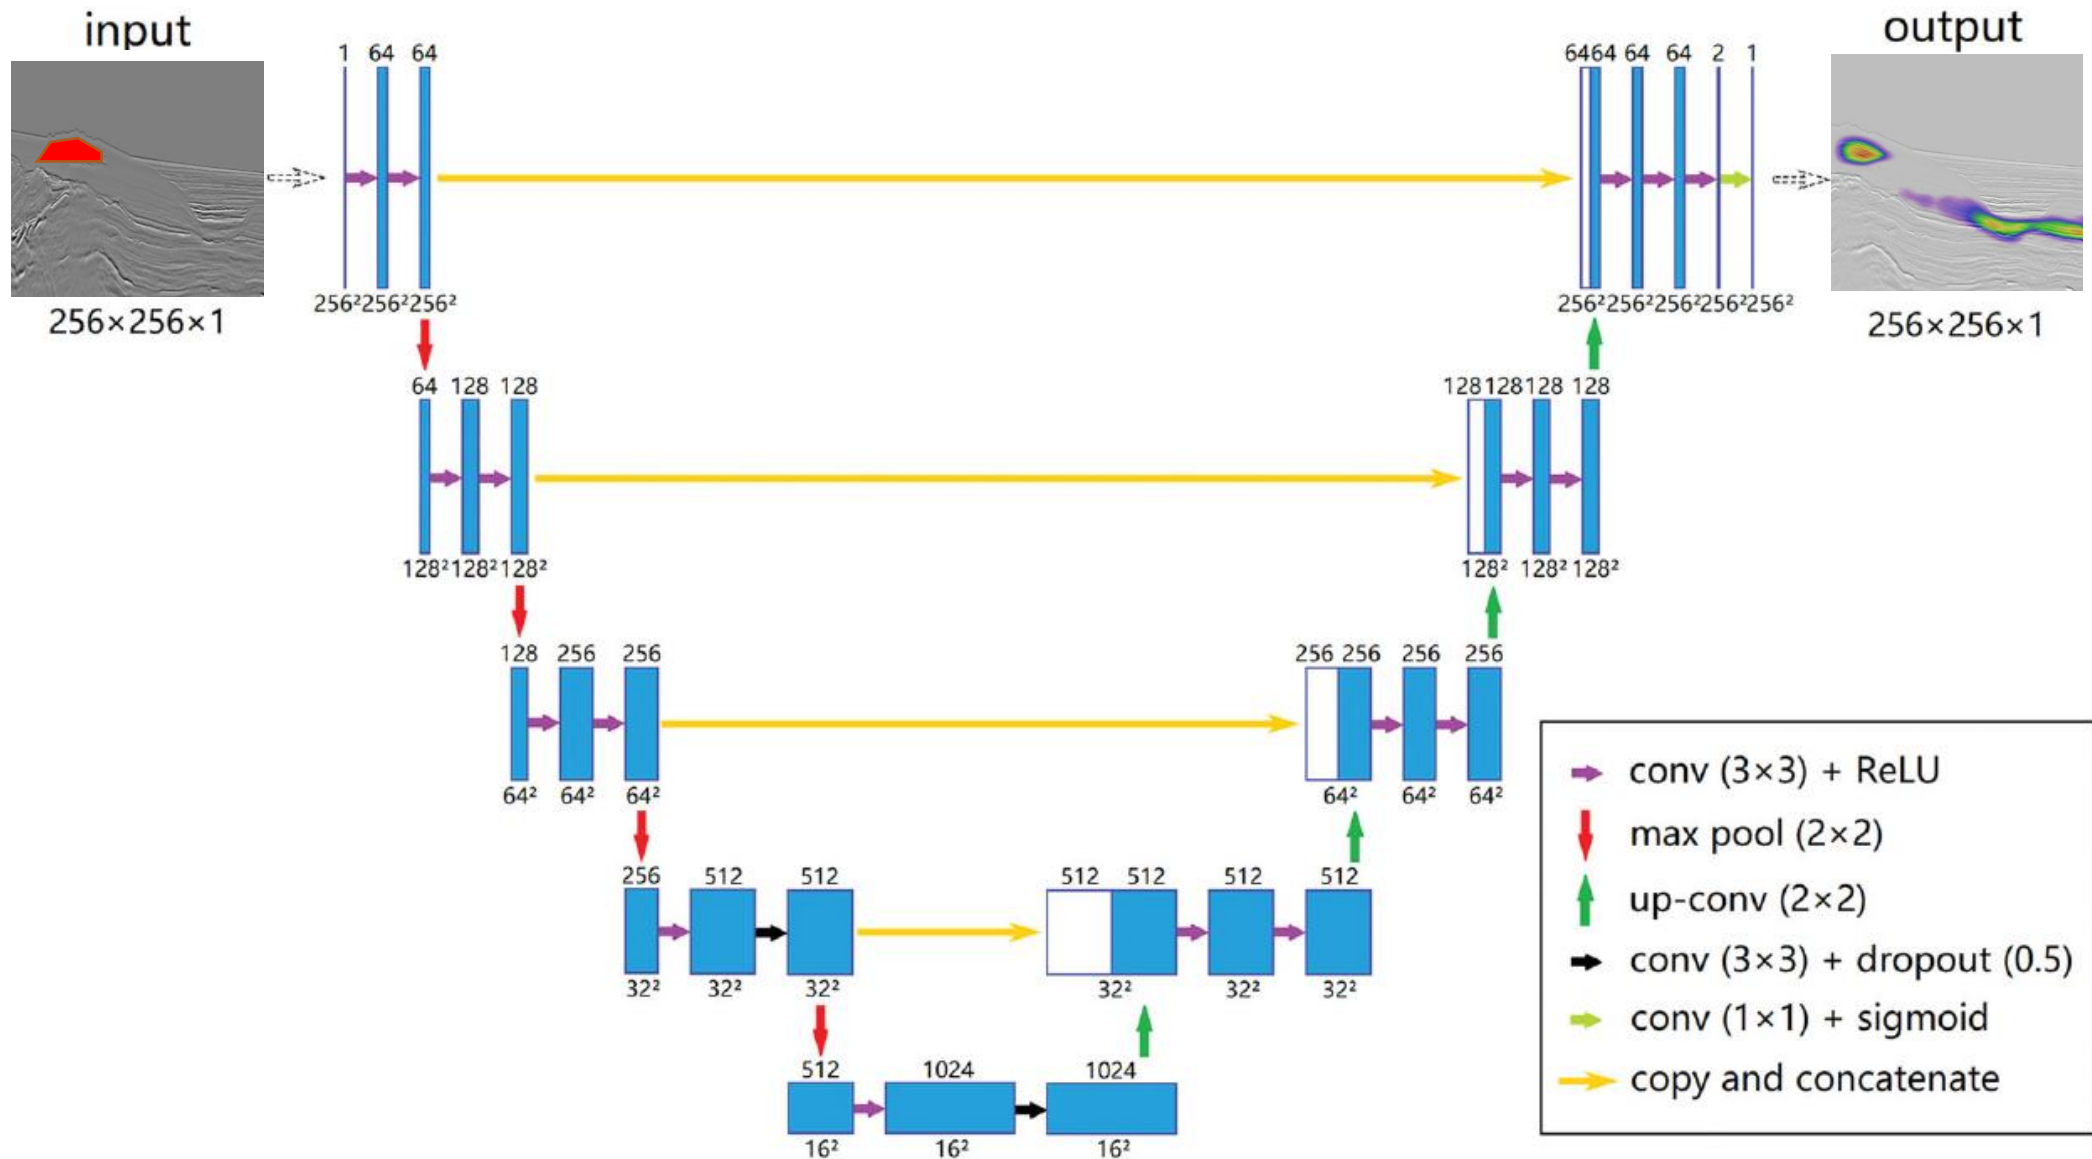 input
output
1 64 64
6464 64 64 2 1
256² 256² 256²
256² 256² 256² 256² 256²
256×256×1
256×256×1
64 128 128
128 128 128 128
128² 128² 128²
128² 128² 128²
128 256 256
256 256 256 256
64² 64² 64²
64² 64² 64²
256 512 512
512 512 512 512
32² 32² 32²
32² 32² 32²
512 1024 1024
16² 16² 16²
conv (3×3) + ReLU
max pool (2×2)
up-conv (2×2)
conv (3×3) + dropout (0.5)
conv (1×1) + sigmoid
copy and concatenate